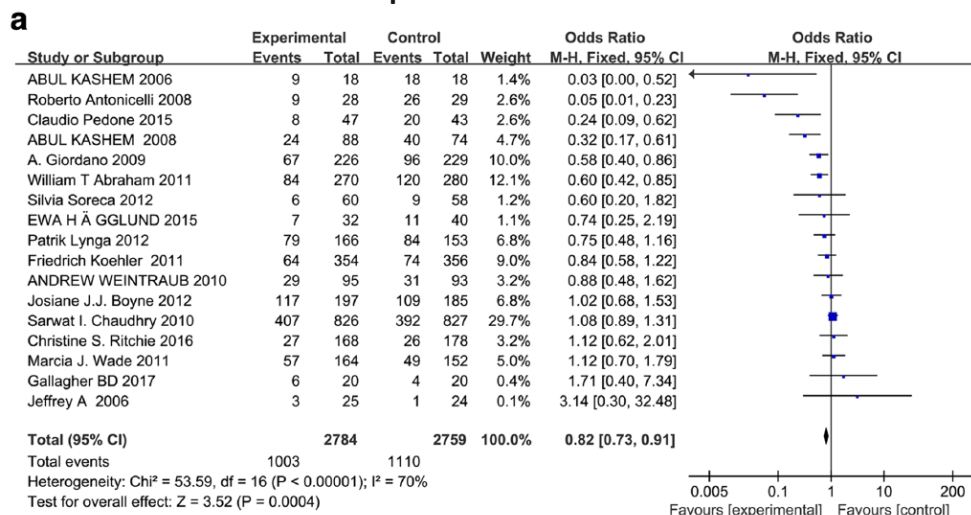 a
Experimental Control Odds Ratio Odds Ratio
Study or Subgroup Events Total Events Total Weight M-H, Fixed, 95% CI M-H, Fixed, 95% CI
ABUL KASHEM 2006 9 18 18 18 1.4% 0.03 [0.00, 0.52]
Roberto Antonicelli 2008 9 28 26 29 2.6% 0.05 [0.01, 0.23]
Claudio Pedone 2015 8 47 20 43 2.6% 0.24 [0.09, 0.62]
ABUL KASHEM 2008 24 88 40 74 4.7% 0.32 [0.17, 0.61]
A. Giordano 2009 67 226 96 229 10.0% 0.58 [0.40, 0.86]
William T Abraham 2011 84 270 120 280 12.1% 0.60 [0.42, 0.85]
Silvia Soreca 2012 6 60 9 58 1.2% 0.60 [0.20, 1.82]
EWA H Ä GGLUND 2015 7 32 11 40 1.1% 0.74 [0.25, 2.19]
Patrik Lynga 2012 79 166 84 153 6.8% 0.75 [0.48, 1.16]
Friedrich Koehler 2011 64 354 74 356 9.0% 0.84 [0.58, 1.22]
ANDREW WEINTRAUB 2010 29 95 31 93 3.2% 0.88 [0.48, 1.62]
Josiane J.J. Boyne 2012 117 197 109 185 6.8% 1.02 [0.68, 1.53]
Sarwat I. Chaudhry 2010 407 826 392 827 29.7% 1.08 [0.89, 1.31]
Christine S. Ritchie 2016 27 168 26 178 3.2% 1.12 [0.62, 2.01]
Marcia J. Wade 2011 57 164 49 152 5.0% 1.12 [0.70, 1.79]
Gallagher BD 2017 6 20 4 20 0.4% 1.71 [0.40, 7.34]
Jeffrey A 2006 3 25 1 24 0.1% 3.14 [0.30, 32.48]
Total (95% CI) 2784 2759 100.0% 0.82 [0.73, 0.91]
Total events 1003 1110
Heterogeneity: Chi² = 53.59, df = 16 (P < 0.00001); I² = 70%
Test for overall effect: Z = 3.52 (P = 0.0004)
0.005 0.1 1 10 200
Favours [experimental] Favours [control]